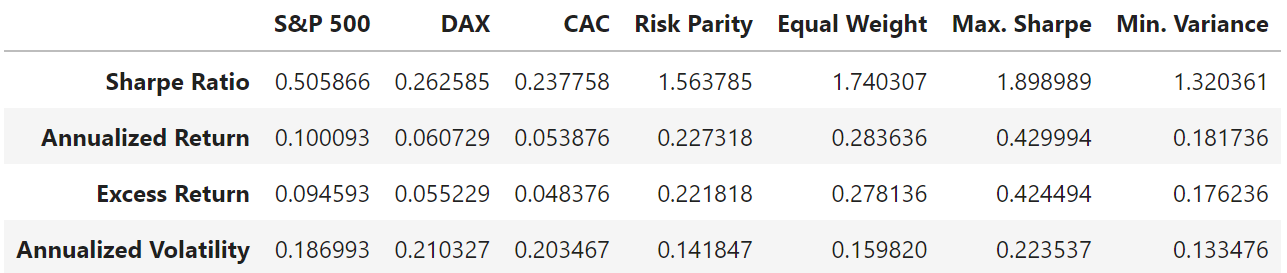 S&P 500 DAX CAC Risk Parity Equal Weight Max. Sharpe Min. Variance
Sharpe Ratio 0.505866 0.262585 0.237758 1.563785 1.740307 1.898989 1.320361
Annualized Return 0.100093 0.060729 0.053876 0.227318 0.283636 0.429994 0.181736
Excess Return 0.094593 0.055229 0.048376 0.221818 0.278136 0.424494 0.176236
Annualized Volatility 0.186993 0.210327 0.203467 0.141847 0.159820 0.223537 0.133476